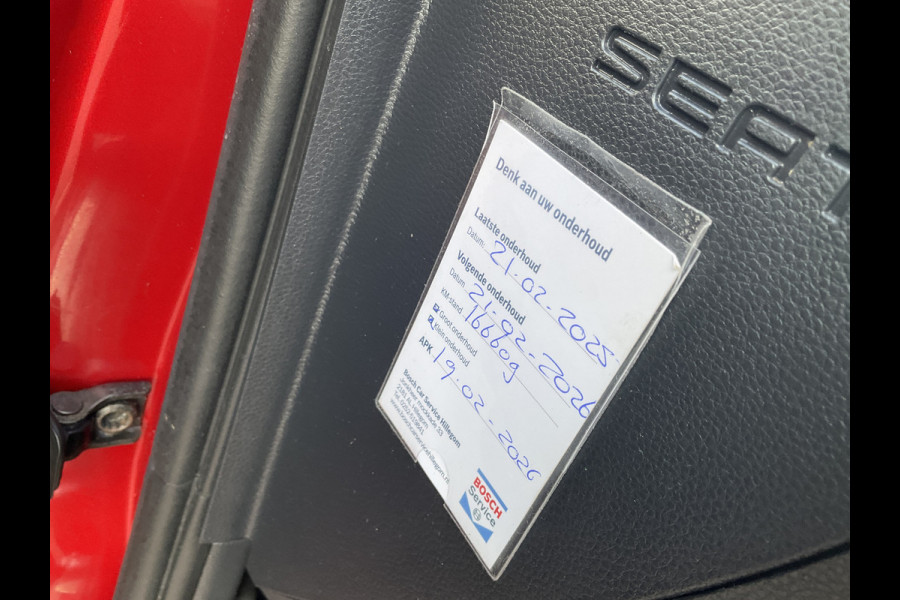 SEAT
Denk aan uw onderhoud
Laatste onderhoud
Datum: 21-02-2025
Volgende onderhoud
Datum 21-02-2026
KM-stand 166609
Groot onderhoud
Klein onderhoud
APK 19-02-2026
Bosch Car Service Hillegom
BOSCH
Service